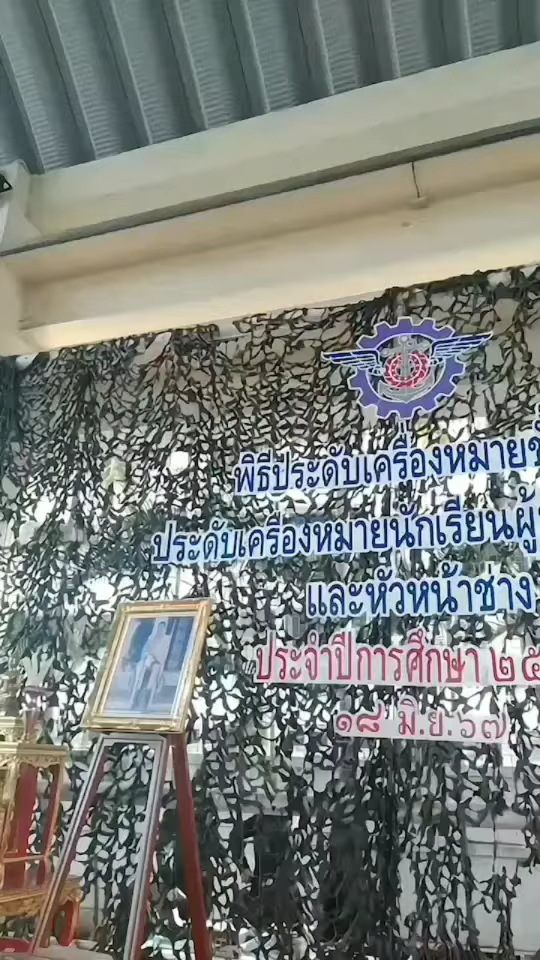 พิธีประดับเครื่องหมาย
ประดับเครื่องหมายนักเรียน
และหัวหน้าช่าง
ประจำปีการศึกษา ๒๕
๑๘ มิ.ย.๖๗